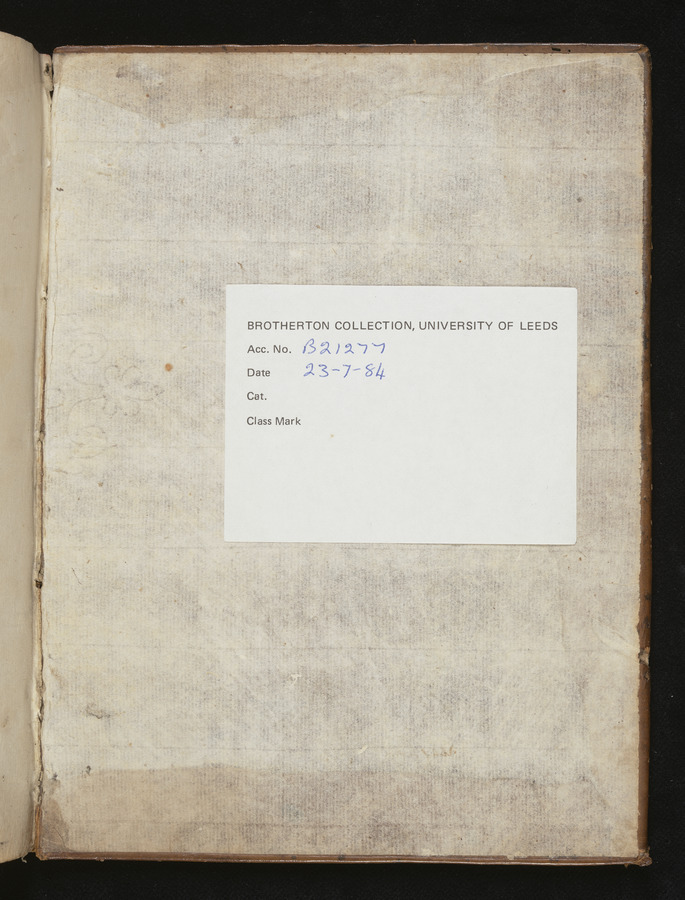 BROTHERTON COLLECTION, UNIVERSITY OF LEEDS
Acc. No. B21277
Date 23-7-84
Cat.
Class Mark